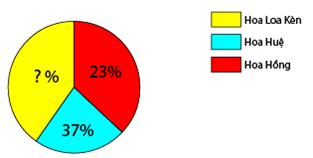 ? %
23%
37%
Hoa Loa Kèn
Hoa Huệ
Hoa Hồng